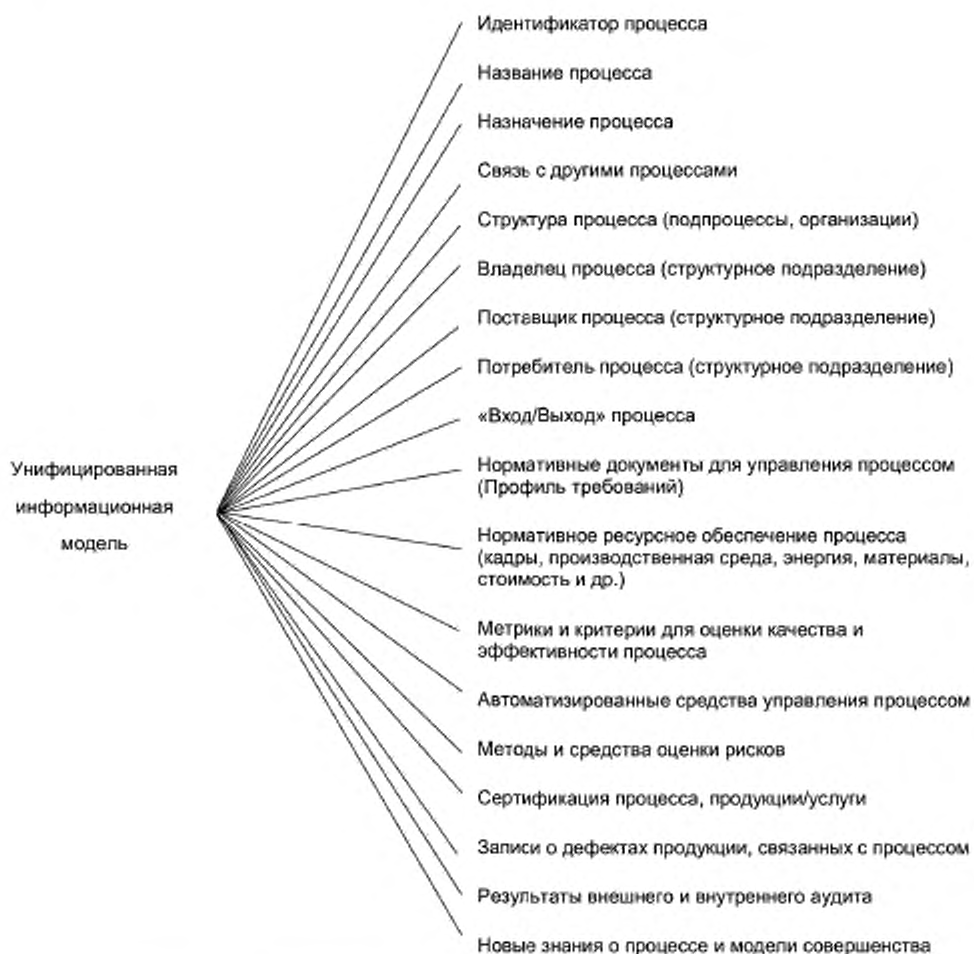 Идентификатор процесса
Название процесса
Назначение процесса
Связь с другими процессами
Структура процесса (подпроцессы, организации)
Владелец процесса (структурное подразделение)
Поставщик процесса (структурное подразделение)
Потребитель процесса (структурное подразделение)
«Вход/Выход» процесса
Унифицированная
информационная
модель
Нормативные документы для управления процессом
(Профиль требований)
Нормативное ресурсное обеспечение процесса
(кадры, производственная среда, энергия, материалы,
стоимость и др.)
Метрики и критерии для оценки качества и
эффективности процесса
Автоматизированные средства управления процессом
Методы и средства оценки рисков
Сертификация процесса, продукции/услуги
Записи о дефектах продукции, связанных с процессом
Результаты внешнего и внутреннего аудита
Новые знания о процессе и модели совершенства